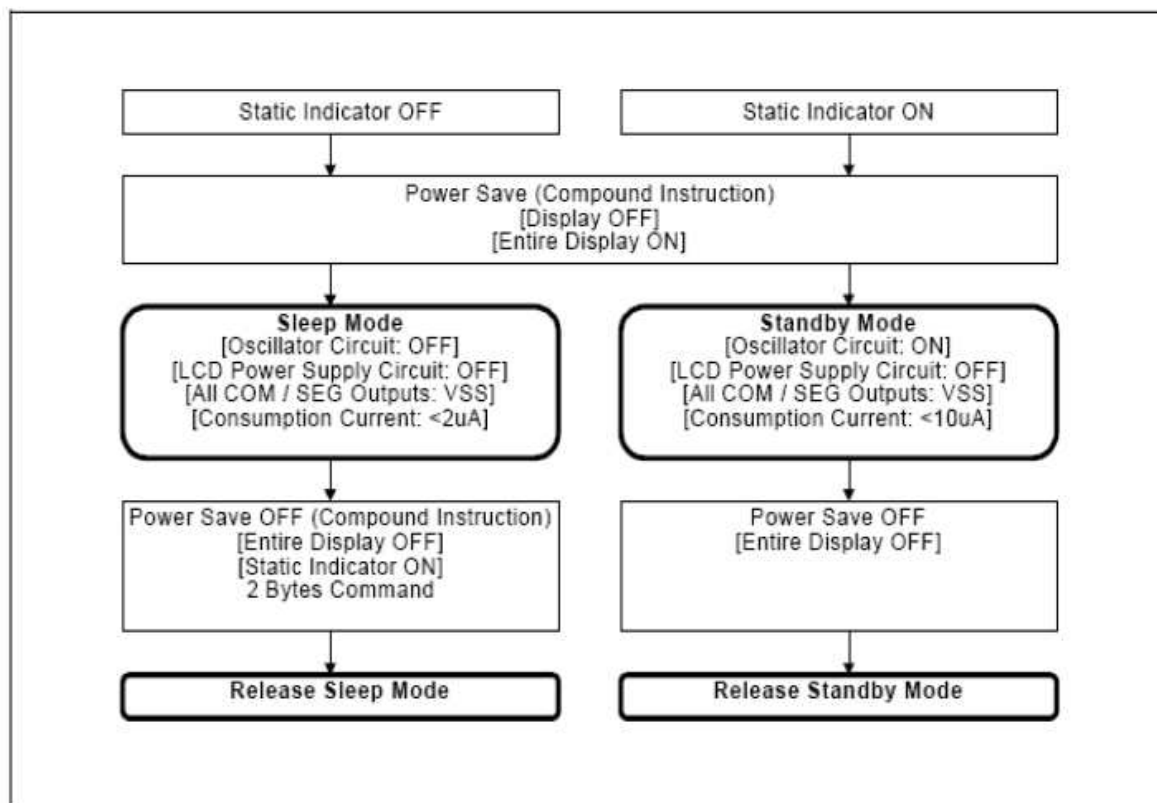 Static Indicator OFF
Static Indicator ON
Power Save (Compound Instruction)
[Display OFF]
[Entire Display ON]
Sleep Mode
[Oscillator Circuit: OFF]
[LCD Power Supply Circuit: OFF]
[All COM / SEG Outputs: VSS]
[Consumption Current: <2uA]
Standby Mode
[Oscillator Circuit: ON]
[LCD Power Supply Circuit: OFF]
[All COM / SEG Outputs: VSS]
[Consumption Current: <10uA]
Power Save OFF (Compound Instruction)
[Entire Display OFF]
[Static Indicator ON]
2 Bytes Command
Power Save OFF
[Entire Display OFF]
Release Sleep Mode
Release Standby Mode